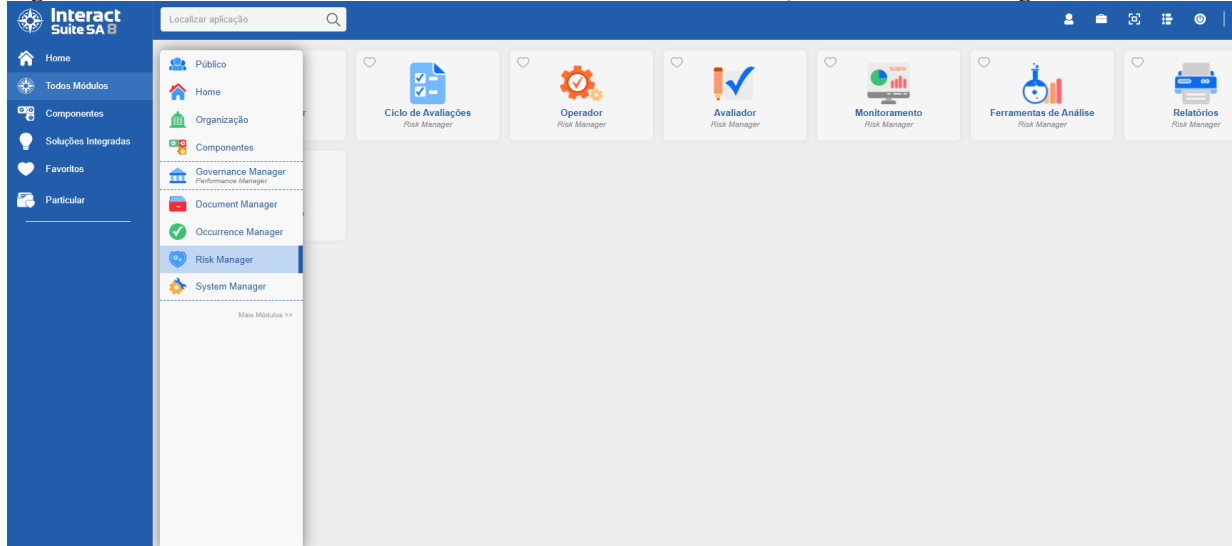 Interact
Suite SA 8
Localizar aplicação
Home
Todos Módulos
Componentes
Soluções Integradas
Favoritos
Particular
Público
Home
Organização
Componentes
Governance Manager
Performance Manager
Document Manager
Occurrence Manager
Risk Manager
System Manager
Mais Módulos >>
Ciclo de Avaliações
Risk Manager
Operador
Risk Manager
Avaliador
Risk Manager
Monitoramento
Risk Manager
Ferramentas de Análise
Risk Manager
Relatórios
Risk Manager